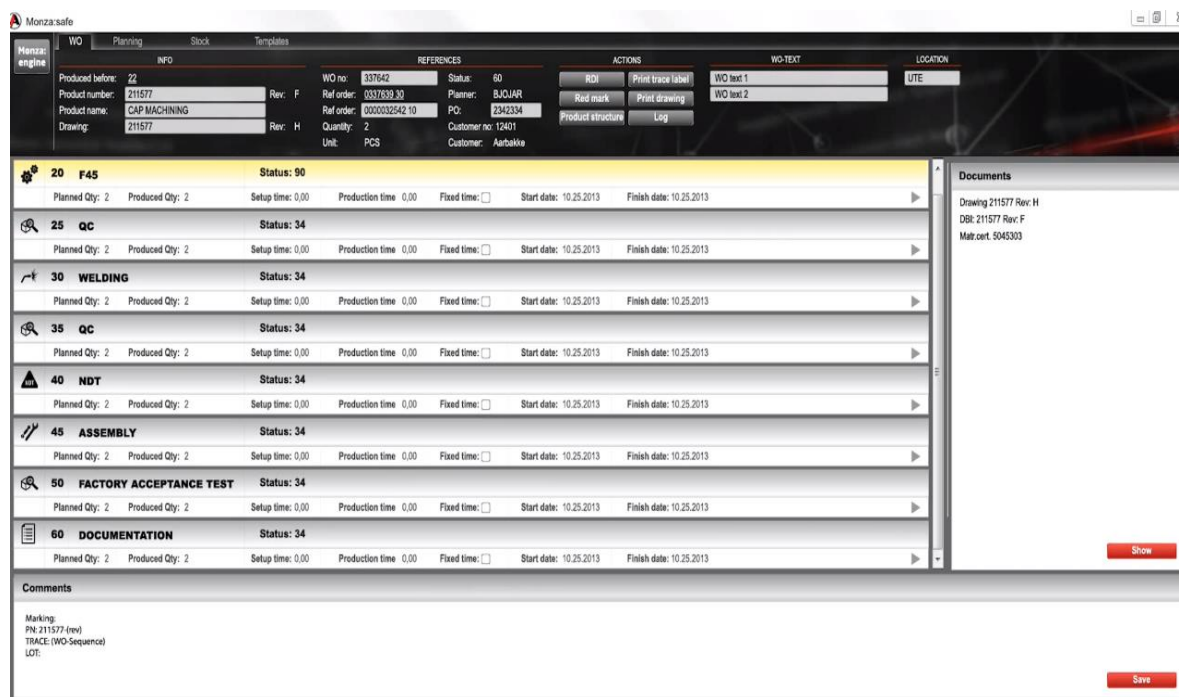 Monza:safe
Monza: engine
WO Planning Stock Templates
INFO REFERENCES ACTIONS WO-TEXT LOCATION
Produced before: 22 WO no: 337642 Status: 60 RDI Print trace label WO text 1 UTE
Product number: 211577 Rev: F Ref order: 0337639 30 Planner: BJOJAR Red mark Print drawing WO text 2
Product name: CAP MACHINING Ref order: 0000032542 10 PO: 2342334 Product structure Log
Drawing: 211577 Rev: H Quantity: 2 Customer no: 12401
Unit: PCS Customer: Aarbakke
20 F45 Status: 90
Planned Qty: 2 Produced Qty: 2 Setup time: 0,00 Production time 0,00 Fixed time: Start date: 10.25.2013 Finish date: 10.25.2013
25 QC Status: 34
Planned Qty: 2 Produced Qty: 2 Setup time: 0,00 Production time 0,00 Fixed time: Start date: 10.25.2013 Finish date: 10.25.2013
30 WELDING Status: 34
Planned Qty: 2 Produced Qty: 2 Setup time: 0,00 Production time 0,00 Fixed time: Start date: 10.25.2013 Finish date: 10.25.2013
35 QC Status: 34
Planned Qty: 2 Produced Qty: 2 Setup time: 0,00 Production time 0,00 Fixed time: Start date: 10.25.2013 Finish date: 10.25.2013
NDT 40 NDT Status: 34
Planned Qty: 2 Produced Qty: 2 Setup time: 0,00 Production time 0,00 Fixed time: Start date: 10.25.2013 Finish date: 10.25.2013
45 ASSEMBLY Status: 34
Planned Qty: 2 Produced Qty: 2 Setup time: 0,00 Production time 0,00 Fixed time: Start date: 10.25.2013 Finish date: 10.25.2013
50 FACTORY ACCEPTANCE TEST Status: 34
Planned Qty: 2 Produced Qty: 2 Setup time: 0,00 Production time 0,00 Fixed time: Start date: 10.25.2013 Finish date: 10.25.2013
60 DOCUMENTATION Status: 34
Planned Qty: 2 Produced Qty: 2 Setup time: 0,00 Production time 0,00 Fixed time: Start date: 10.25.2013 Finish date: 10.25.2013
Documents
Drawing 211577 Rev: H
DBI: 211577 Rev: F
Matr.cert. 5045303
Show
Comments
Marking:
PN: 211577-(rev)
TRACE: (WO-Sequence)
LOT:
Save